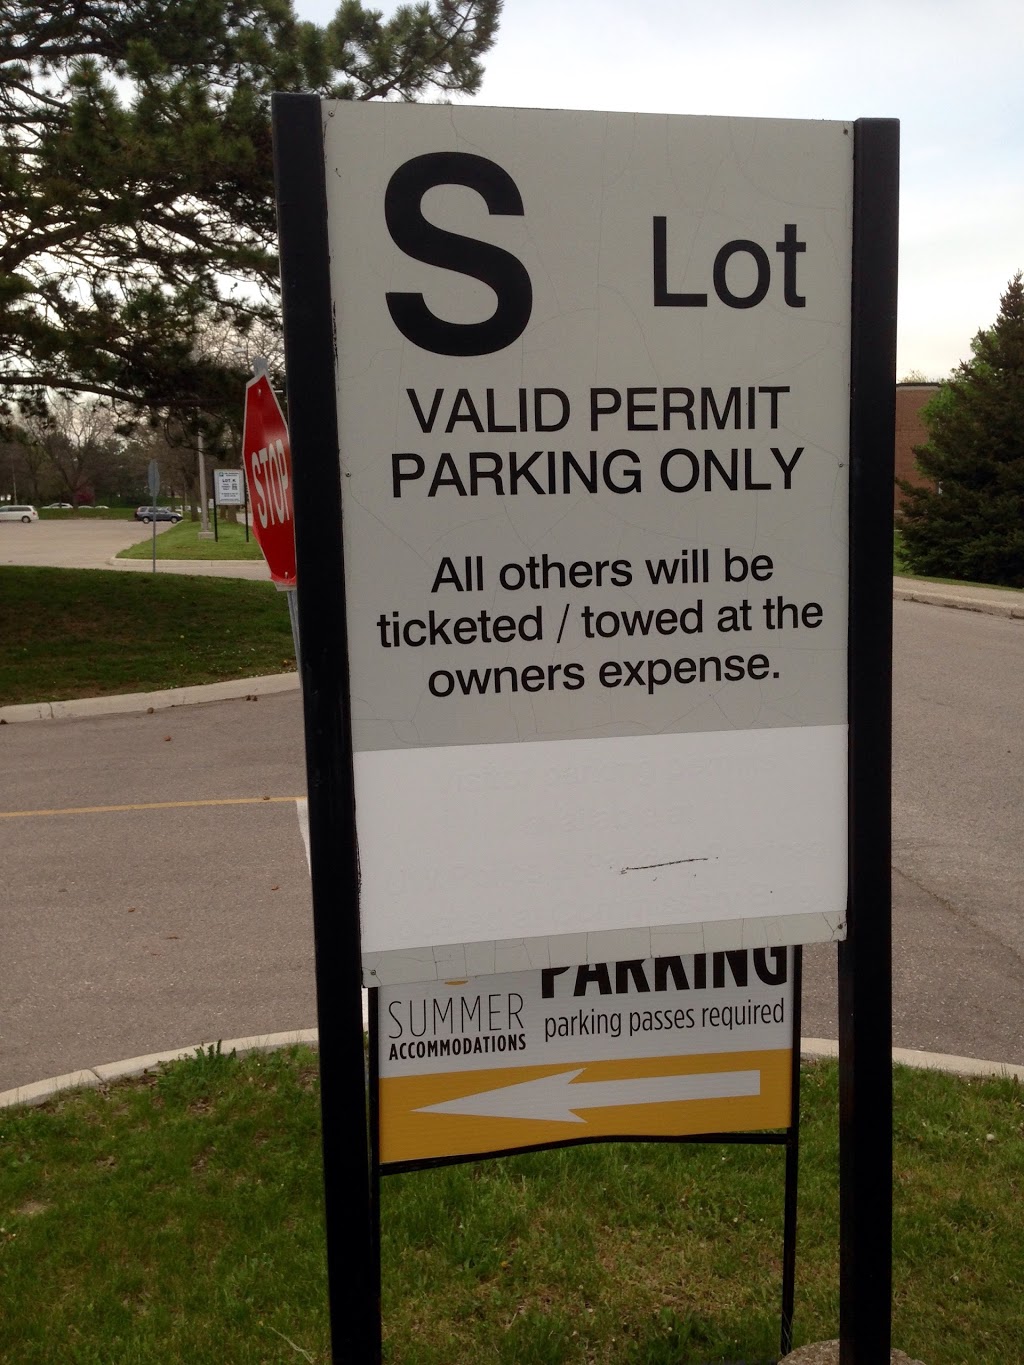 S Lot
VALID PERMIT
PARKING ONLY
All others will be
ticketed / towed at the
owners expense.
STOP
PARKING
SUMMER
ACCOMMODATIONS
parking passes required